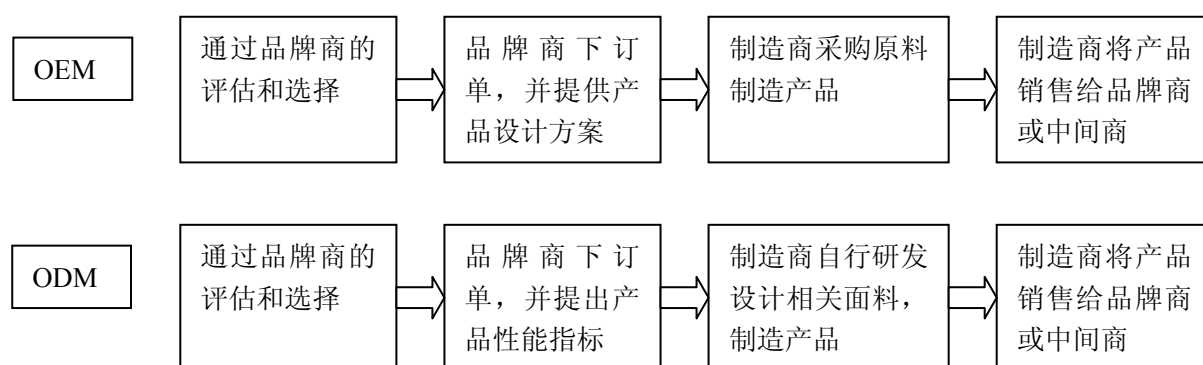 OEM
通过品牌商的
评估和选择
品牌商下订
单，并提供产
品设计方案
制造商采购原料
制造产品
制造商将产品
销售给品牌商
或中间商
ODM
通过品牌商的
评估和选择
品牌商下订
单，并提出产
品性能指标
制造商自行研发
设计相关面料，
制造产品
制造商将产品
销售给品牌商
或中间商